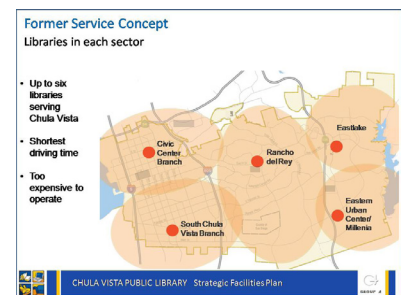 Former Service Concept
Libraries in each sector
• Up to six
libraries
serving
Chula Vista
• Shortest
driving time
• Too
expensive to
operate
Civic
Center
Branch
Rancho
del Rey
Eastlake
South Chula
Vista Branch
Eastern
Urban
Center/
Millenia
CHULA VISTA PUBLIC LIBRARY Strategic Facilities Plan